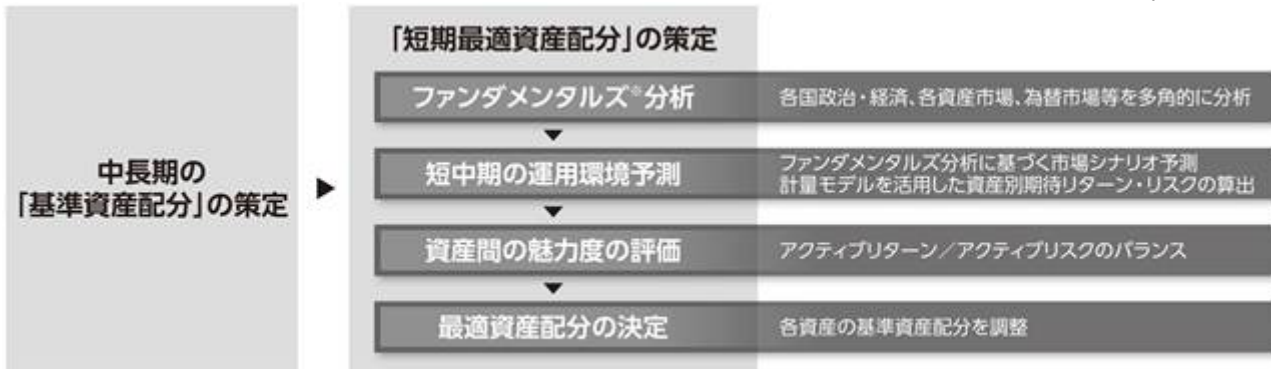 中長期の
「基準資産配分」の策定
▶
「短期最適資産配分」の策定
ファンダメンタルズ※分析
各国政治・経済、各資産市場、為替市場等を多角的に分析
▼
短中期の運用環境予測
ファンダメンタルズ分析に基づく市場シナリオ予測
計量モデルを活用した資産別期待リターン・リスクの算出
▼
資産間の魅力度の評価
アクティブリターン／アクティブリスクのバランス
▼
最適資産配分の決定
各資産の基準資産配分を調整